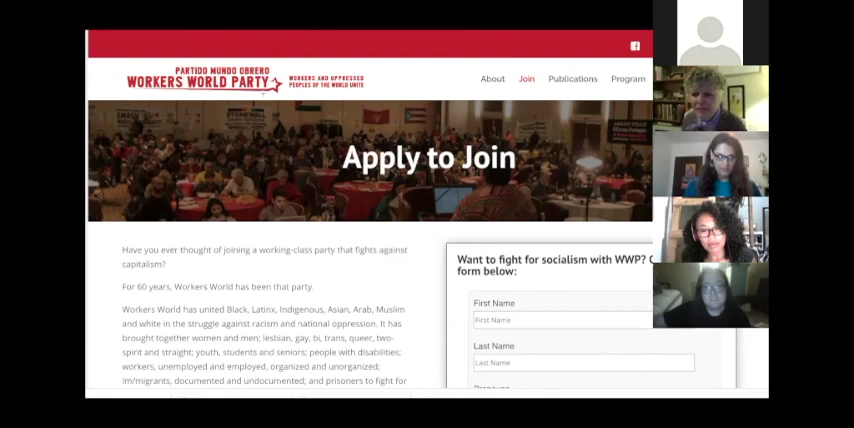 PARTIDO MUNDO OBRERO
WORKERS WORLD PARTY
WORKERS AND OPPRESSED
PEOPLES OF THE WORLD UNITE
About Join Publications Program
STONEWALL
Apply to Join
Have you ever thought of joining a working-class party that fights against
capitalism?
For 60 years, Workers World has been that party.
Workers World has united Black, Latinx, Indigenous, Asian, Arab, Muslim
and white in the struggle against racism and national oppression. It has
brought together women and men; lesbian, gay, bi, trans, queer, two-
spirit and straight; youth, students and seniors; people with disabilities;
workers, unemployed and employed, organized and unorganized;
im/migrants, documented and undocumented; and prisoners to fight for
Want to fight for socialism with WWP?
form below:
First Name
First Name
Last Name
Last Name